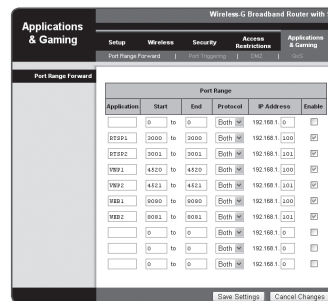 Wireless-G Broadband Router with
Applications
& Gaming
Setup Wireless Security Access Restrictions Applications & Gaming
Port Range Forward | Port Triggering | DMZ | QoS
Port Range Forward
Port Range
Application Start End Protocol IP Address Enable
0 to 0 Both 192.168.1. 0
RTSP1 3000 to 3000 Both 192.168.1. 100
RTSP2 3001 to 3001 Both 192.168.1. 101
VNP1 4520 to 4520 Both 192.168.1. 100
VNP2 4521 to 4521 Both 192.168.1. 101
WEB1 8080 to 8080 Both 192.168.1. 100
WEB2 8081 to 8081 Both 192.168.1. 101
0 to 0 Both 192.168.1. 0
0 to 0 Both 192.168.1. 0
0 to 0 Both 192.168.1. 0
Save Settings Cancel Changes